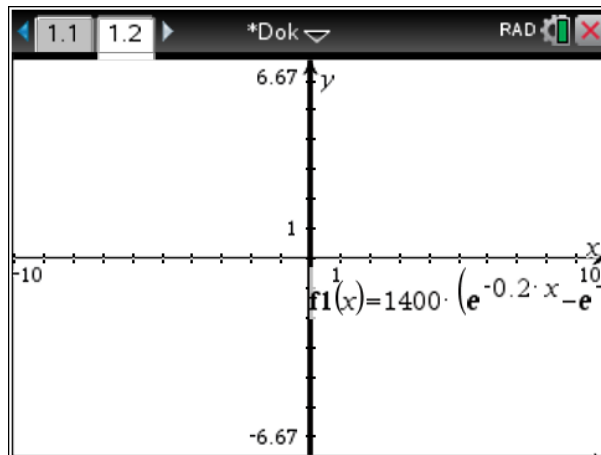 1.1 1.2 *Dok RAD
6.67 y
1
-10 1 10 x
f1(x)=1400·(e^-0.2·x-e
-6.67